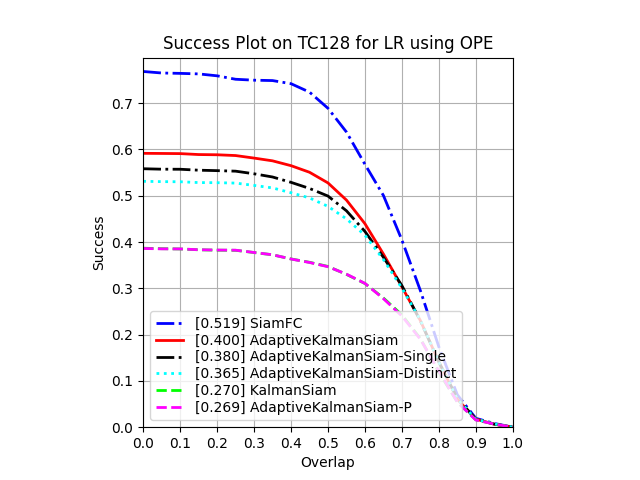 Success Plot on TC128 for LR using OPE
Success
0.7
0.6
0.5
0.4
0.3
0.2
0.1
0.0
[0.519] SiamFC
[0.400] AdaptiveKalmanSiam
[0.380] AdaptiveKalmanSiam-Single
[0.365] AdaptiveKalmanSiam-Distinct
[0.270] KalmanSiam
[0.269] AdaptiveKalmanSiam-P
0.0 0.1 0.2 0.3 0.4 0.5 0.6 0.7 0.8 0.9 1.0
Overlap